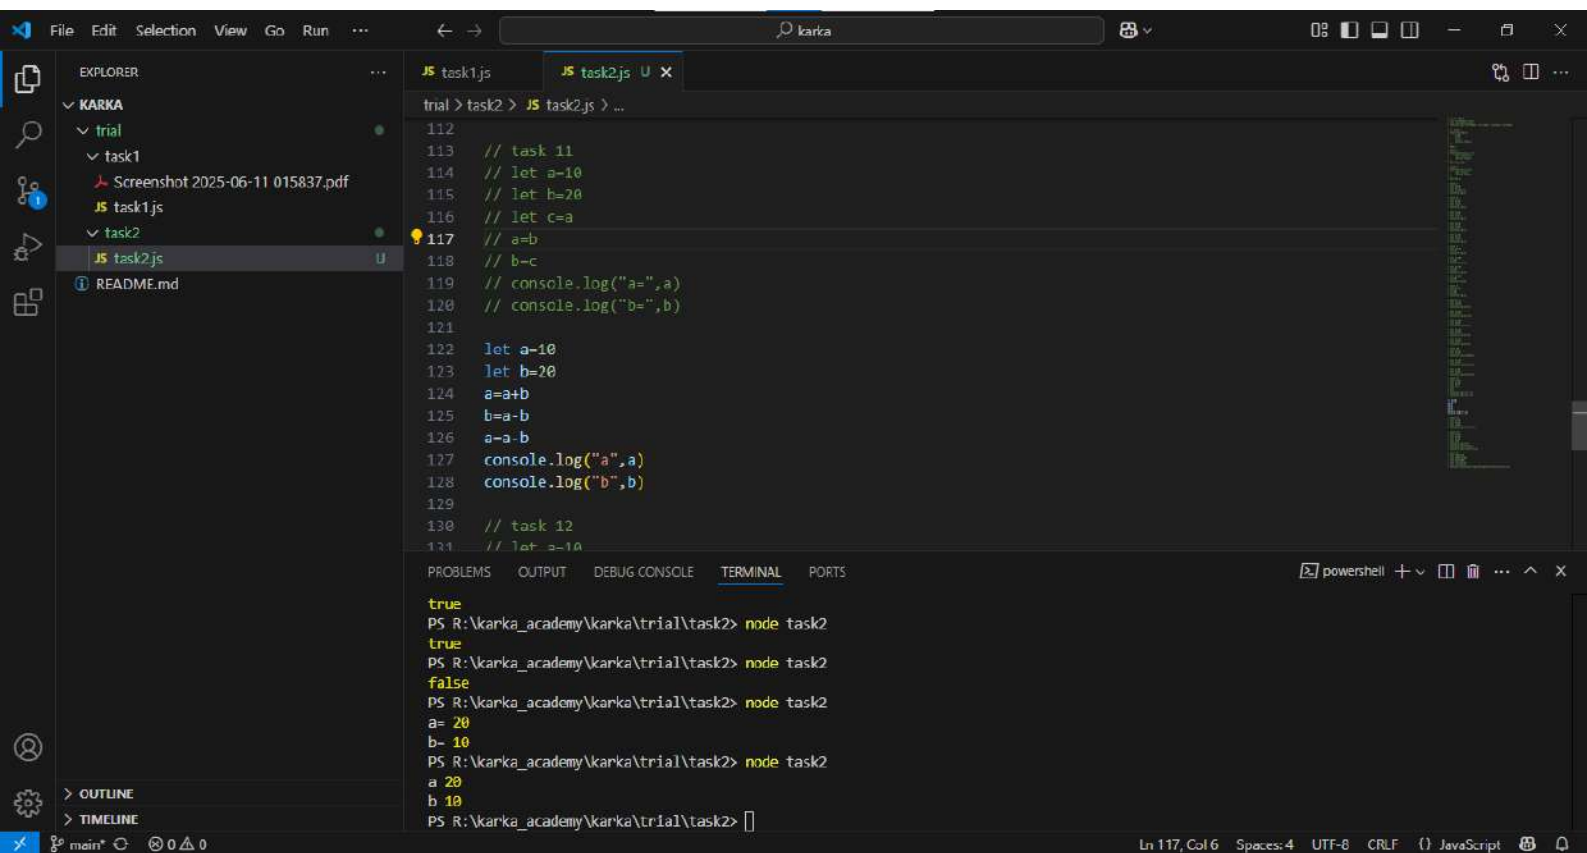 File Edit Selection View Go Run ··· ← → karka
EXPLORER ···
KARKA
trial
task1
Screenshot 2025-06-11 015837.pdf
JS task1.js
task2
JS task2.js U
README.md
OUTLINE
TIMELINE
JS task1.js JS task2.js U ×
trial > task2 > JS task2.js > ...
112
113 // task 11
114 // let a=10
115 // let b=20
116 // let c=a
117 // a=b
118 // b=c
119 // console.log("a=",a)
120 // console.log("b=",b)
121
122 let a=10
123 let b=20
124 a=a+b
125 b=a-b
126 a=a-b
127 console.log("a",a)
128 console.log("b",b)
129
130 // task 12
131 // let a=10
PROBLEMS OUTPUT DEBUG CONSOLE TERMINAL PORTS powershell
true
PS R:\karka_academy\karka\trial\task2> node task2
true
PS R:\karka_academy\karka\trial\task2> node task2
false
PS R:\karka_academy\karka\trial\task2> node task2
a= 20
b= 10
PS R:\karka_academy\karka\trial\task2> node task2
a 20
b 10
PS R:\karka_academy\karka\trial\task2>
main* 0 0 Ln 117, Col 6 Spaces: 4 UTF-8 CRLF {} JavaScript